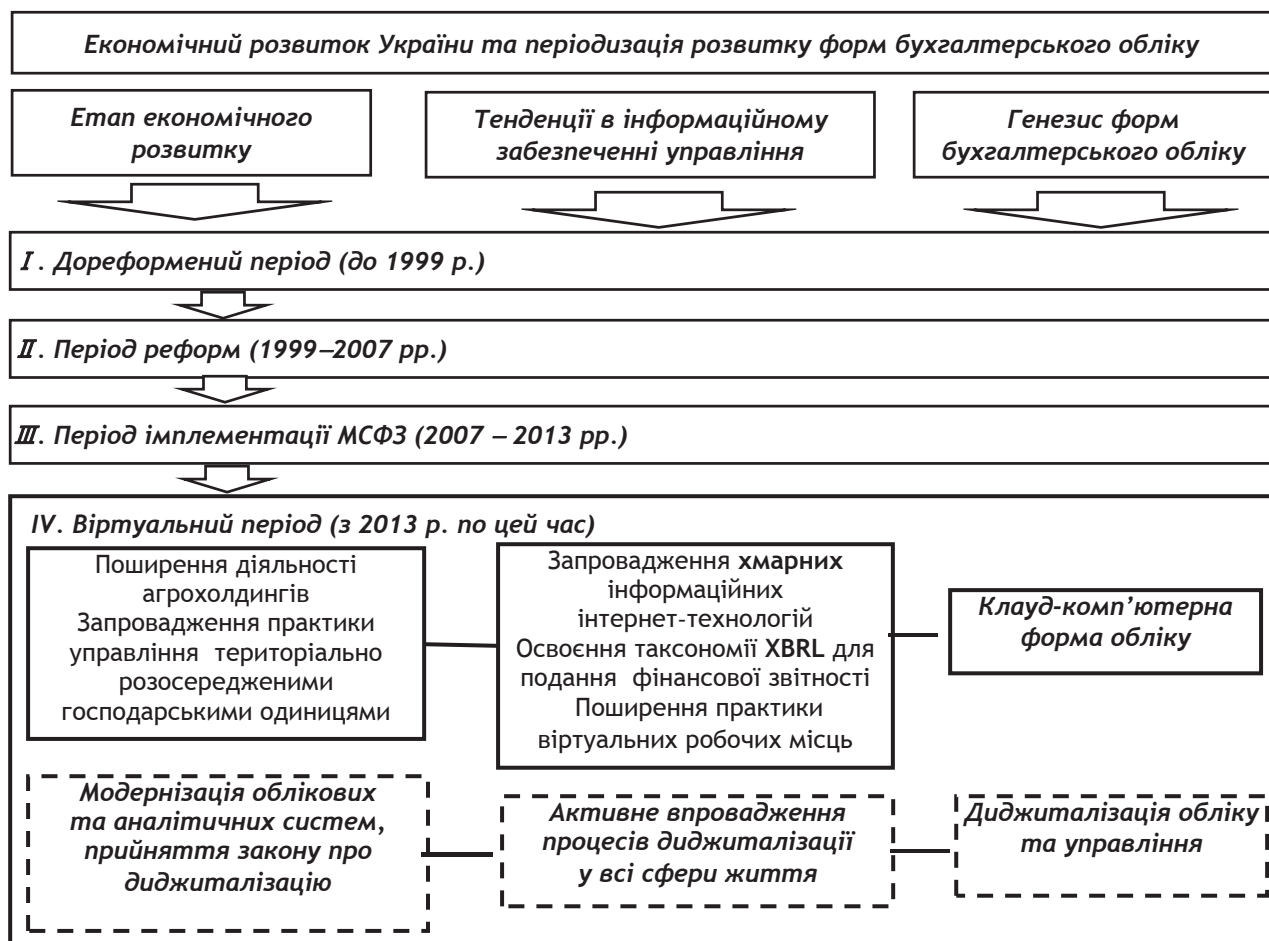 Економічний розвиток України та періодизація розвитку форм бухгалтерського обліку
Етап економічного
розвитку
Тенденції в інформаційному
забезпеченні управління
Генезис форм
бухгалтерського обліку
I. Дореформений період (до 1999 р.)
II. Період реформ (1999–2007 рр.)
III. Період імплементації МСФЗ (2007 – 2013 рр.)
IV. Віртуальний період (з 2013 р. по цей час)
Поширення діяльності
агрохолдингів
Запровадження практики
управління територіально
розосередженими
господарськими одиницями
Запровадження хмарних
інформаційних
інтернет-технологій
Освоєння таксономії XBRL для
подання фінансової звітності
Поширення практики
віртуальних робочих місць
Клауд-комп’ютерна
форма обліку
Модернізація облікових
та аналітичних систем,
прийняття закону про
диджиталізацію
Активне впровадження
процесів диджиталізації
у всі сфери життя
Диджиталізація обліку
та управління